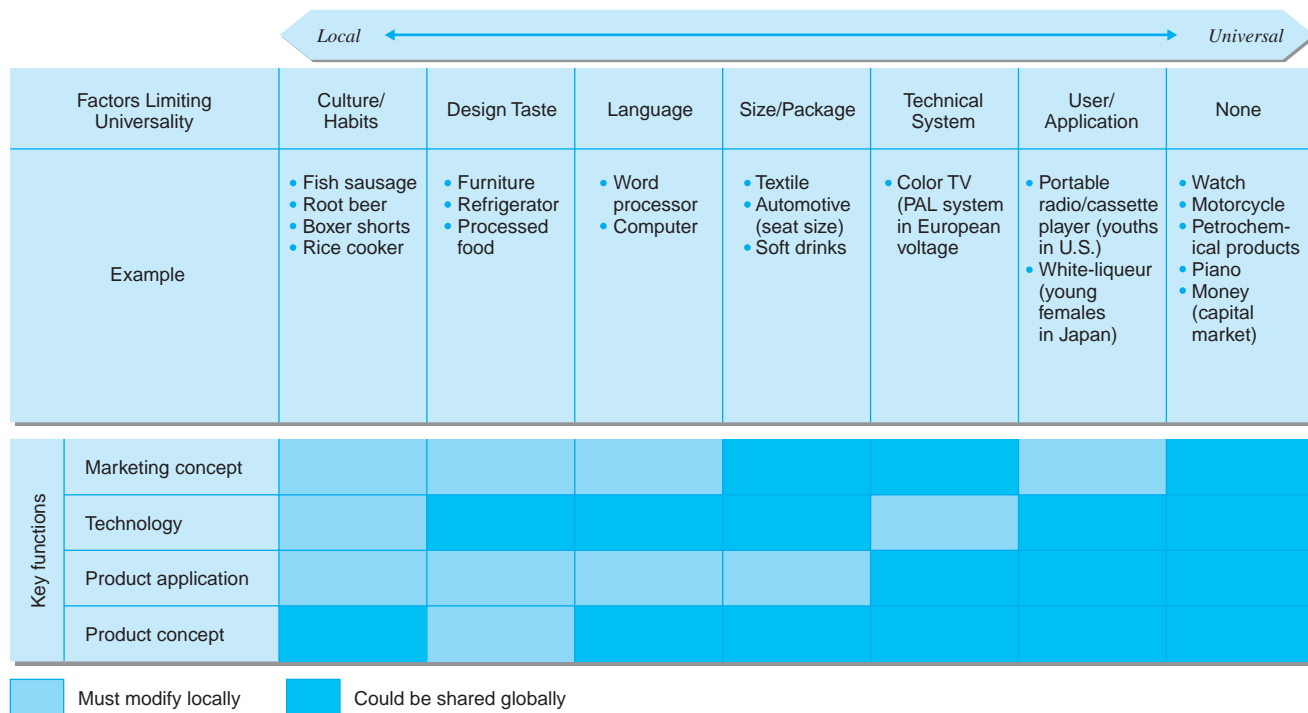 Local
Universal
Factors Limiting
Universality
Culture/
Habits
Design Taste
Language
Size/Package
Technical
System
User/
Application
None
Example
• Fish sausage
• Root beer
• Boxer shorts
• Rice cooker
• Furniture
• Refrigerator
• Processed
food
• Word
processor
• Computer
• Textile
• Automotive
(seat size)
• Soft drinks
• Color TV
(PAL system
in European
voltage
• Portable
radio/cassette
player (youths
in U.S.)
• White-liqueur
(young
females
in Japan)
• Watch
• Motorcycle
• Petrochem-
ical products
• Piano
• Money
(capital
market)
Key functions
Marketing concept
Technology
Product application
Product concept
Must modify locally
Could be shared globally